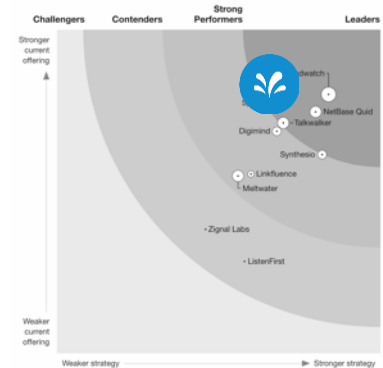 Challengers
Contenders
Strong
Performers
Leaders
Stronger
current
offering
NetBase Quid
Talkwalker
Digimind
Synthesio
Linkfluence
Meltwater
Zignal Labs
ListenFirst
Weaker
current
offering
Weaker strategy
Stronger strategy